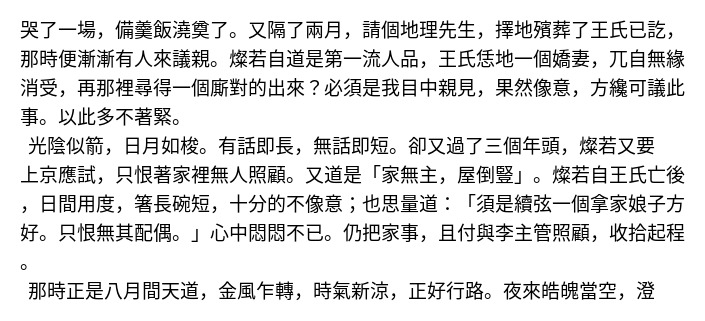 哭了一場，備羹飯澆奠了。又隔了兩月，請個地理先生，擇地殯葬了王氏已訖，
那時便漸漸有人來議親。燦若自道是第一流人品，王氏恁地一個嬌妻，兀自無緣
消受，再那裡尋得一個廝對的出來？必須是我目中親見，果然像意，方纔可議此
事。以此多不著緊。
光陰似箭，日月如梭。有話即長，無話即短。卻又過了三個年頭，燦若又要
上京應試，只恨著家裡無人照顧。又道是「家無主，屋倒豎」。燦若自王氏亡後
，日間用度，箸長碗短，十分的不像意；也思量道：「須是續弦一個拿家娘子方
好。只恨無其配偶。」心中悶悶不已。仍把家事，且付與李主管照顧，收拾起程
。
那時正是八月間天道，金風乍轉，時氣新涼，正好行路。夜來皓魄當空，澄